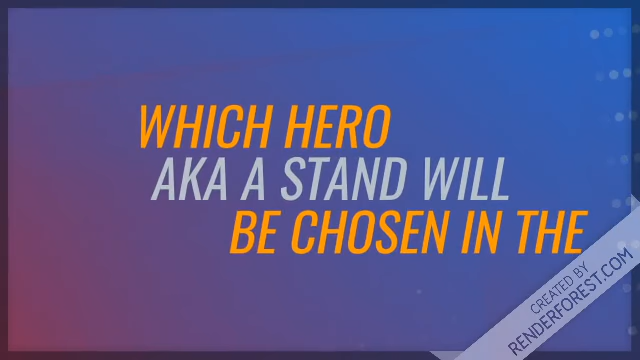 WHICH HERO
AKA A STAND WILL
BE CHOSEN IN THE
CREATED BY
RENDERFOREST.COM